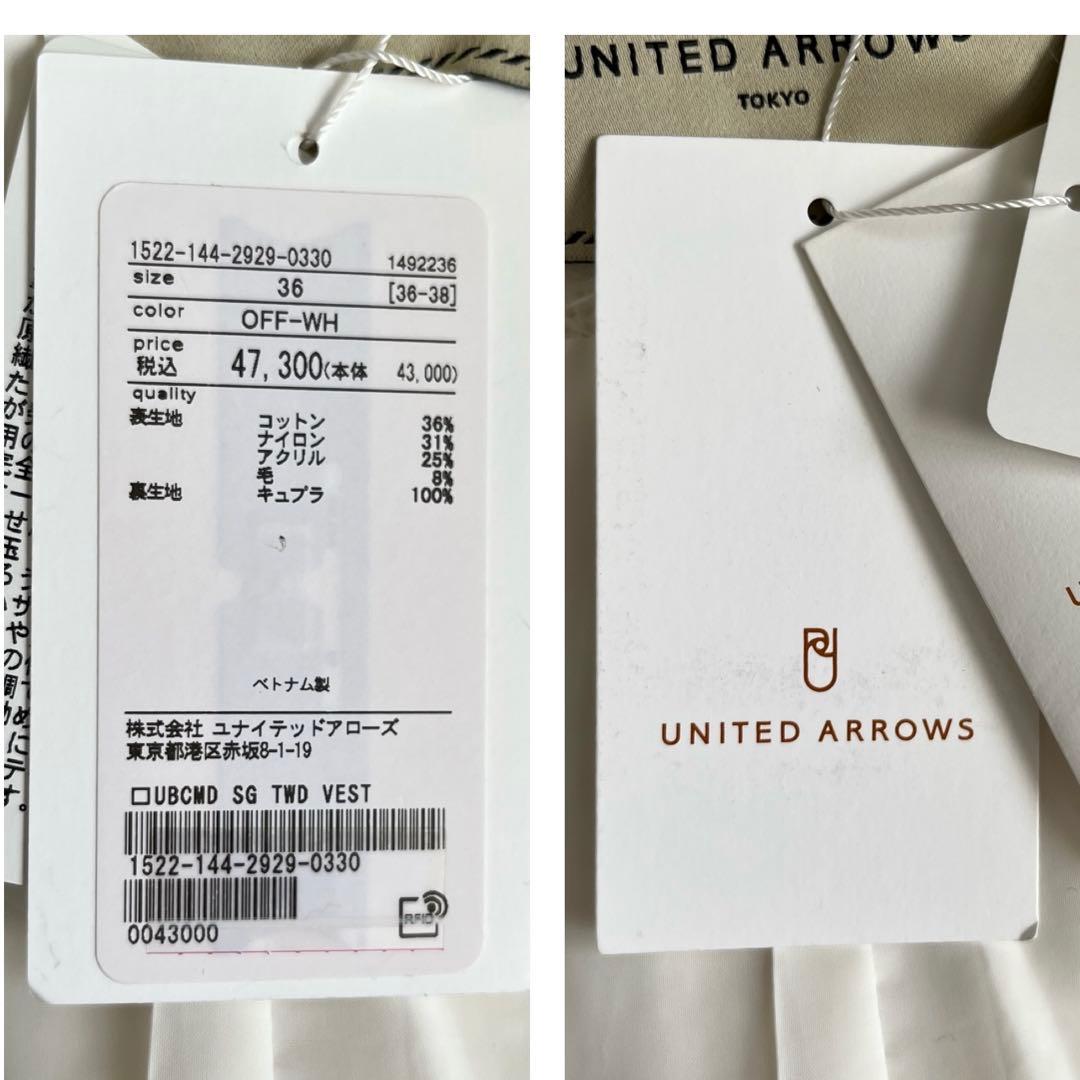 1522-144-2929-0330 1492236
size 36 [36-38]
color OFF-WH
price
税込 47,300(本体 43,000)
quality
表生地 コットン 36%
ナイロン 31%
アクリル 25%
毛 8%
裏生地 キュプラ 100%
ベトナム製
株式会社 ユナイテッドアローズ
東京都港区赤坂8-1-19
□UBCMD SG TWD VEST
1522-144-2929-0330
RFID
0043000
UNITED ARROWS
TOKYO
UNITED ARROWS